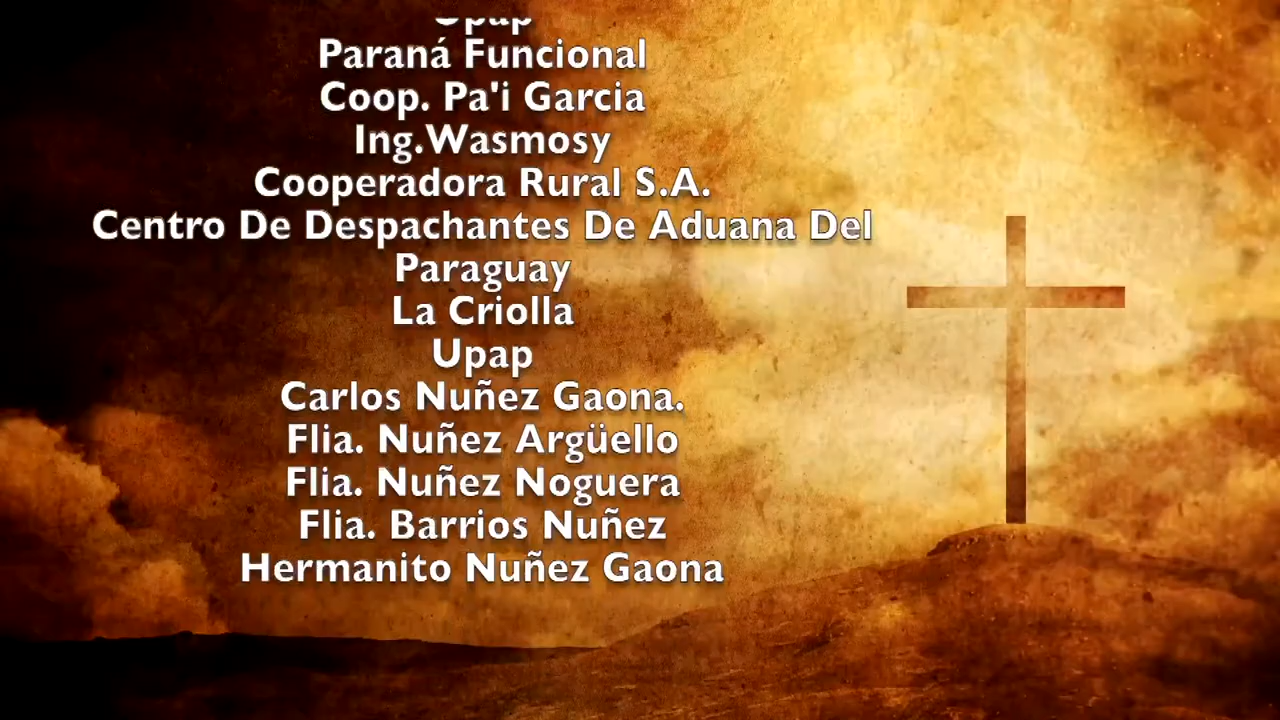 Upap
Paraná Funcional
Coop. Pa'i Garcia
Ing.Wasmosy
Cooperadora Rural S.A.
Centro De Despachantes De Aduana Del
Paraguay
La Criolla
Upap
Carlos Nuñez Gaona.
Flia. Nuñez Argüello
Flia. Nuñez Noguera
Flia. Barrios Nuñez
Hermanito Nuñez Gaona